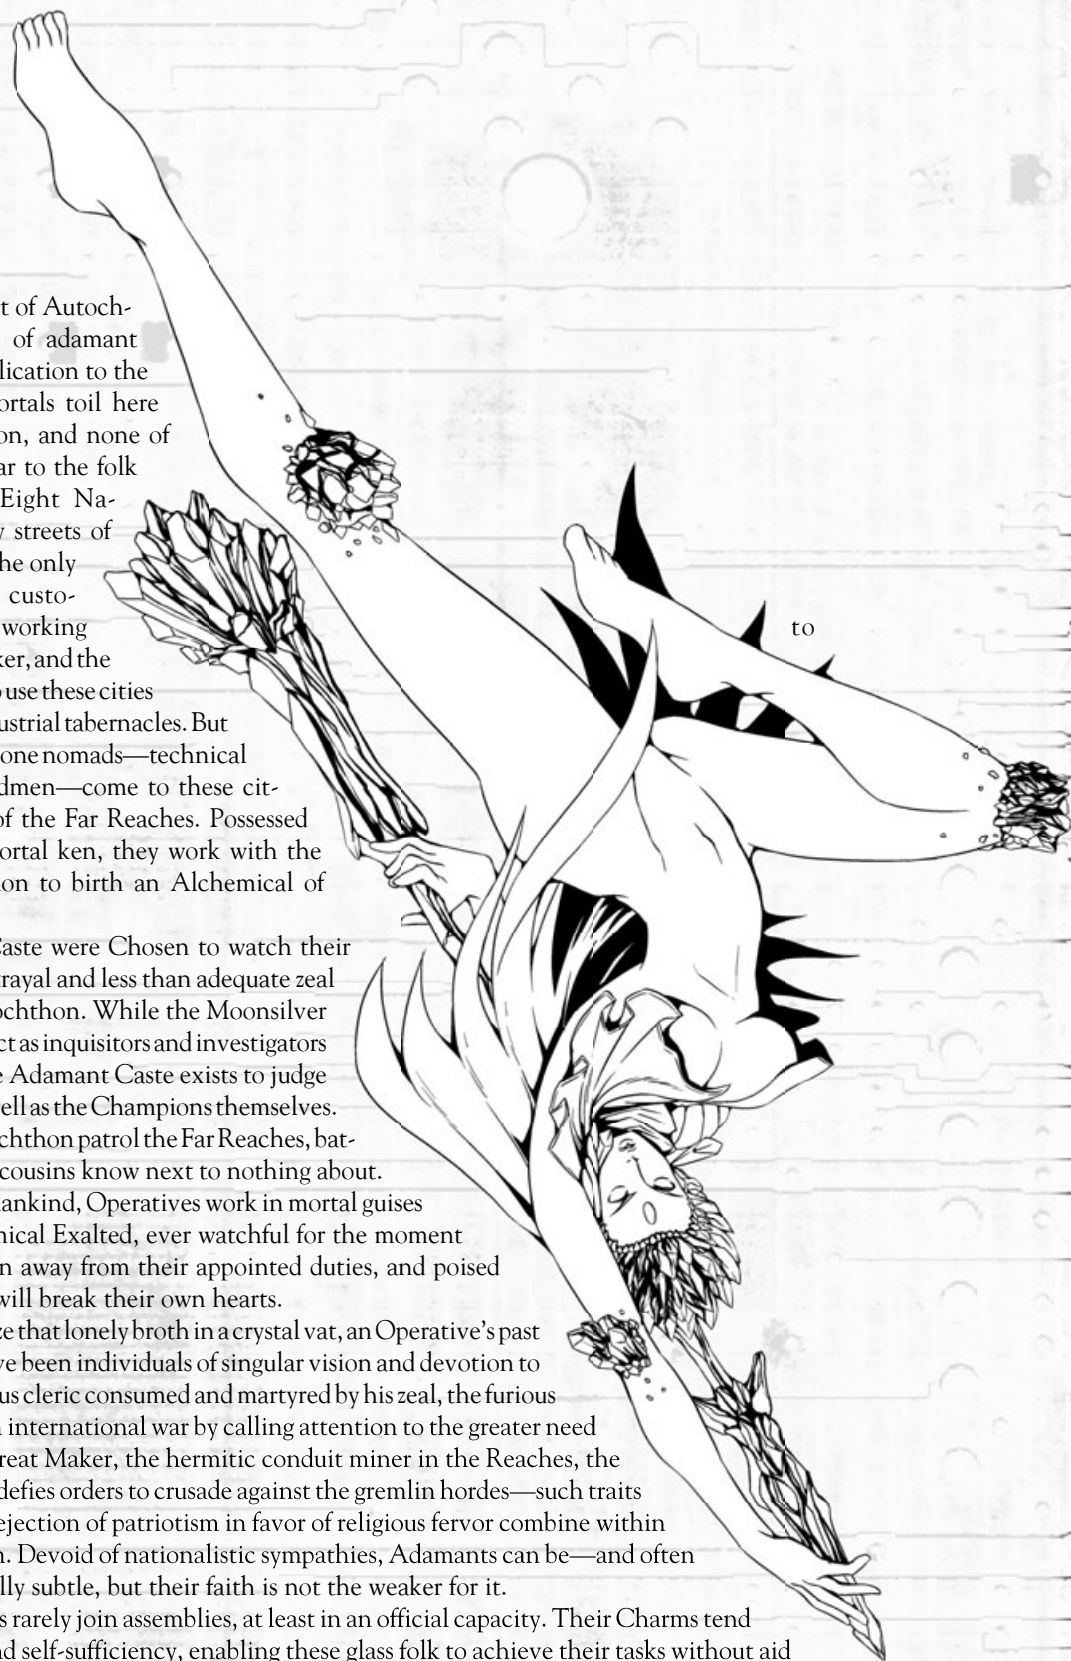 t of Autoch-
of adamant
lication to the
ortals toil here
on, and none of
ar to the folk
Eight Na-
y streets of
he only
custo-
to
working
ker, and the
o use these cities
ustrial tabernacles. But
one nomads—technical
dmen—come to these cit-
of the Far Reaches. Possessed
ortal ken, they work with the
ion to birth an Alchemical of
Caste were Chosen to watch their
trayal and less than adequate zeal
ochthon. While the Moonsilver
ct as inquisitors and investigators
e Adamant Caste exists to judge
vell as the Champions themselves.
chthon patrol the Far Reaches, bat-
cousins know next to nothing about.
nankind, Operatives work in mortal guises
nical Exalted, ever watchful for the moment
n away from their appointed duties, and poised
will break their own hearts.
ze that lonely broth in a crystal vat, an Operative's past
ve been individuals of singular vision and devotion to
us cleric consumed and martyred by his zeal, the furious
n international war by calling attention to the greater need
reat Maker, the hermitic conduit miner in the Reaches, the
defies orders to crusade against the gremlin hordes—such traits
ejection of patriotism in favor of religious fervor combine within
n. Devoid of nationalistic sympathies, Adamants can be—and often
lly subtle, but their faith is not the weaker for it.
s rarely join assemblies, at least in an official capacity. Their Charms tend
nd self-sufficiency, enabling these glass folk to achieve their tasks without aid